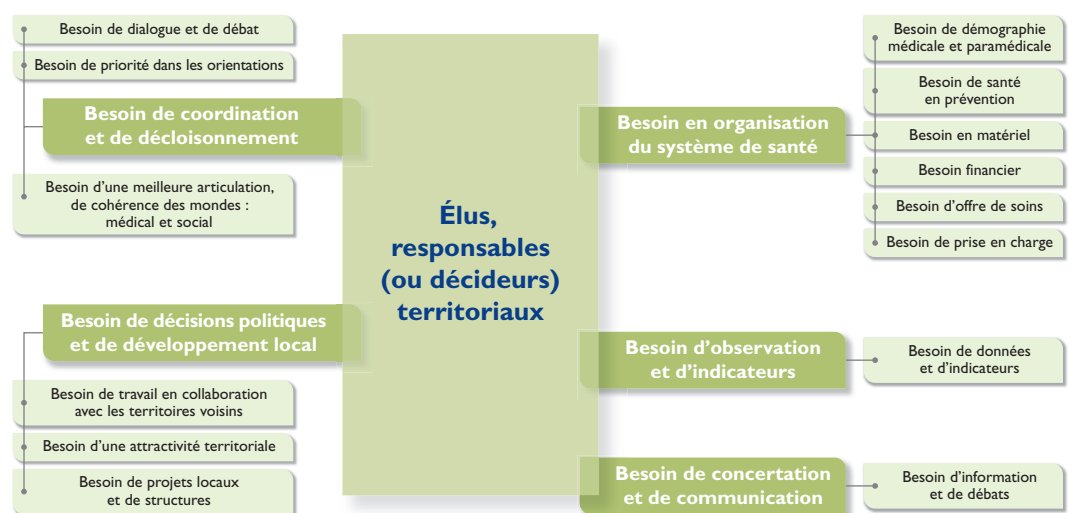 Besoin de dialogue et de débat
Besoin de priorité dans les orientations
Besoin de coordination
et de décloisonnement
Besoin d’une meilleure articulation,
de cohérence des mondes :
médical et social
Besoin de décisions politiques
et de développement local
Besoin de travail en collaboration
avec les territoires voisins
Besoin d’une attractivité territoriale
Besoin de projets locaux
et de structures
Élus,
responsables
(ou décideurs)
territoriaux
Besoin en organisation
du système de santé
Besoin de démographie
médicale et paramédicale
Besoin de santé
en prévention
Besoin en matériel
Besoin financier
Besoin d’offre de soins
Besoin de prise en charge
Besoin d’observation
et d’indicateurs
Besoin de données
et d’indicateurs
Besoin de concertation
et de communication
Besoin d’information
et de débats